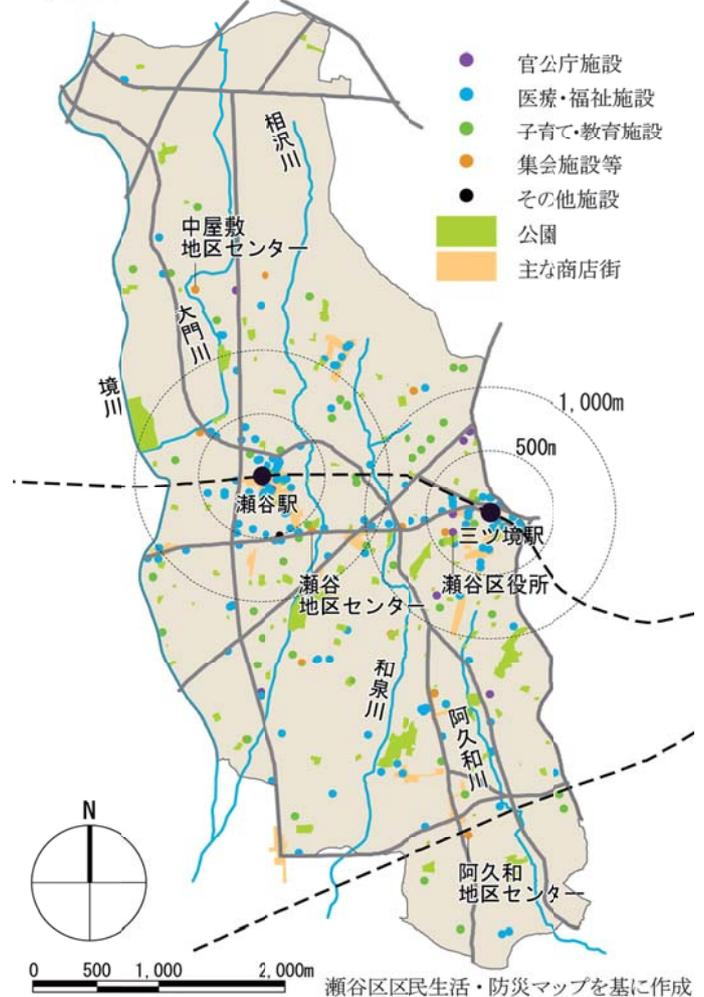 官公庁施設
医療・福祉施設
子育て・教育施設
集会施設等
その他施設
公園
主な商店街
相沢川
中屋敷
地区センター
大門川
境川
1,000m
500m
瀬谷駅
三ツ境駅
瀬谷
地区センター
瀬谷区役所
和泉川
阿久和川
阿久和
地区センター
N
0 500 1,000 2,000m
瀬谷区区民生活・防災マップを基に作成